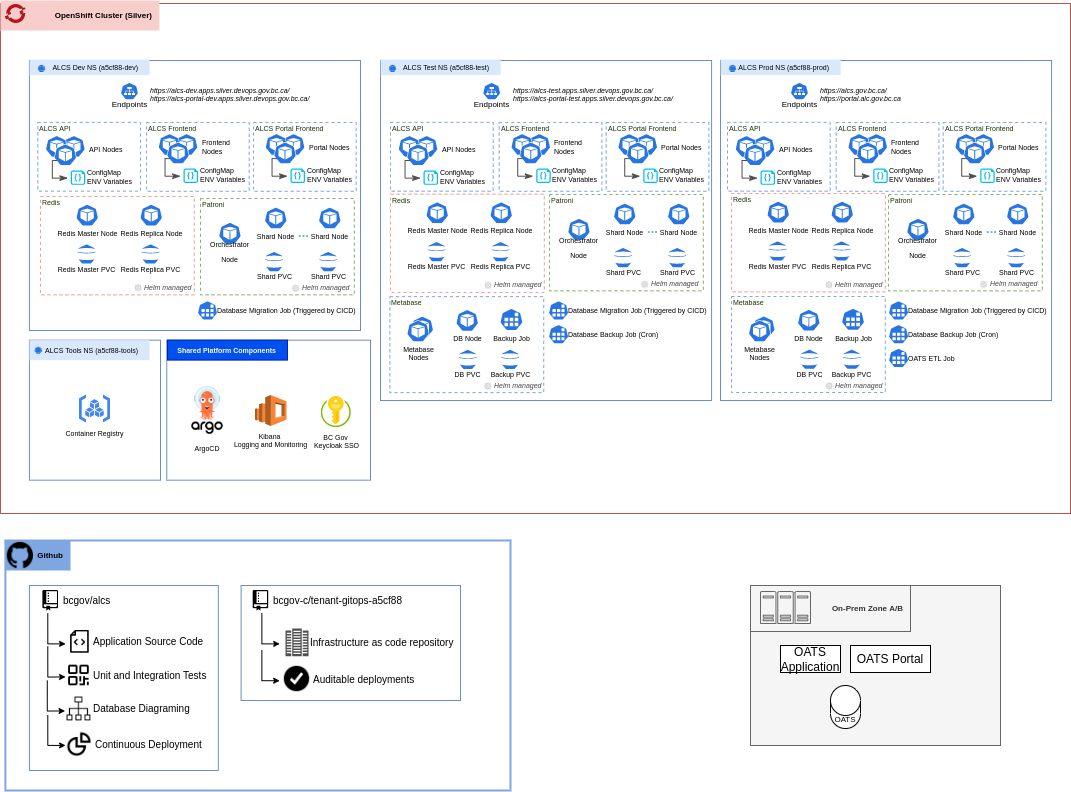 OpenShift Cluster (Silver)
ALCS Dev NS (a5cf88-dev)
Endpoints
https://alcs-dev.apps.silver.devops.gov.bc.ca/
https://alcs-portal-dev.apps.silver.devops.gov.bc.ca/
ALCS API
API Nodes
ConfigMap
ENV Variables
ALCS Frontend
Frontend
Nodes
ConfigMap
ENV Variables
ALCS Portal Frontend
Portal Nodes
ConfigMap
ENV Variables
Redis
Redis Master Node
Redis Replica Node
Redis Master PVC
Redis Replica PVC
Helm managed
Patroni
Orchestrator
Node
Shard Node
Shard Node
Shard PVC
Shard PVC
Helm managed
Database Migration Job (Triggered by CICD)
ALCS Test NS (a5cf88-test)
Endpoints
https://alcs-test.apps.silver.devops.gov.bc.ca/
https://alcs-portal-test.apps.silver.devops.gov.bc.ca/
ALCS API
API Nodes
ConfigMap
ENV Variables
ALCS Frontend
Frontend
Nodes
ConfigMap
ENV Variables
ALCS Portal Frontend
Portal Nodes
ConfigMap
ENV Variables
Redis
Redis Master Node
Redis Replica Node
Redis Master PVC
Redis Replica PVC
Helm managed
Patroni
Orchestrator
Node
Shard Node
Shard Node
Shard PVC
Shard PVC
Helm managed
Metabase
Metabase
Nodes
DB Node
Backup Job
DB PVC
Backup PVC
Helm managed
Database Migration Job (Triggered by CICD)
Database Backup Job (Cron)
ALCS Prod NS (a5cf88-prod)
Endpoints
https://alcs.gov.bc.ca/
https://portal.alc.gov.bc.ca
ALCS API
API Nodes
ConfigMap
ENV Variables
ALCS Frontend
Frontend
Nodes
ConfigMap
ENV Variables
ALCS Portal Frontend
Portal Nodes
ConfigMap
ENV Variables
Redis
Redis Master Node
Redis Replica Node
Redis Master PVC
Redis Replica PVC
Helm managed
Patroni
Orchestrator
Node
Shard Node
Shard Node
Shard PVC
Shard PVC
Helm managed
Metabase
Metabase
Nodes
DB Node
Backup Job
DB PVC
Backup PVC
Helm managed
Database Migration Job (Triggered by CICD)
Database Backup Job (Cron)
OATS ETL Job
ALCS Tools NS (a5cf88-tools)
Container Registry
Shared Platform Components
argo
ArgoCD
Kibana
Logging and Monitoring
BC Gov
Keycloak SSO
Github
bcgov/alcs
Application Source Code
Unit and Integration Tests
Database Diagraming
Continuous Deployment
bcgov-c/tenant-gitops-a5cf88
Infrastructure as code repository
Auditable deployments
On-Prem Zone A/B
OATS
Application
OATS Portal
OATS